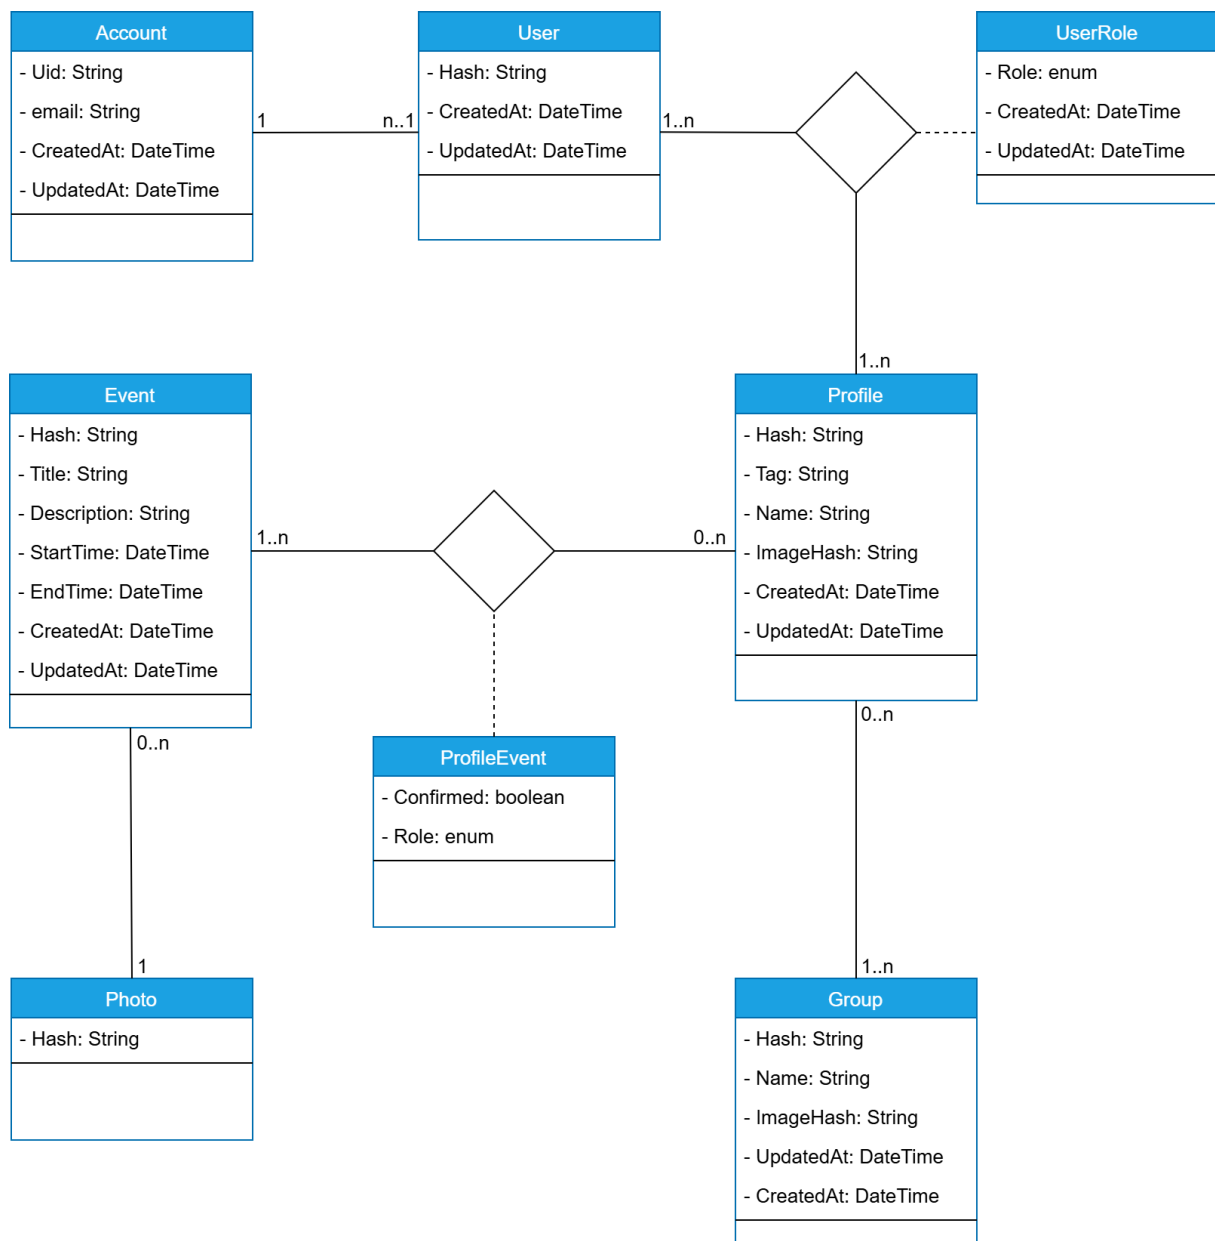 Account
- Uid: String
- email: String
- CreatedAt: DateTime
- UpdatedAt: DateTime
1
n..1
User
- Hash: String
- CreatedAt: DateTime
- UpdatedAt: DateTime
1..n
UserRole
- Role: enum
- CreatedAt: DateTime
- UpdatedAt: DateTime
1..n
Event
- Hash: String
- Title: String
- Description: String
- StartTime: DateTime
- EndTime: DateTime
- CreatedAt: DateTime
- UpdatedAt: DateTime
1..n
0..n
Profile
- Hash: String
- Tag: String
- Name: String
- ImageHash: String
- CreatedAt: DateTime
- UpdatedAt: DateTime
0..n
0..n
ProfileEvent
- Confirmed: boolean
- Role: enum
1
1..n
Photo
- Hash: String
Group
- Hash: String
- Name: String
- ImageHash: String
- UpdatedAt: DateTime
- CreatedAt: DateTime